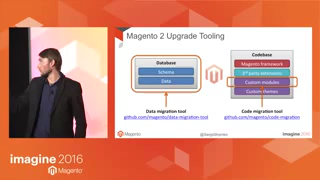 Magento 2 Upgrade Tooling
Database
Schema
Data
Codebase
Magento framework
3rd party extensions
Custom modules
Custom themes
Data migration tool
github.com/magento/data-migration-tool
Code migration tool
github.com/magento/code-migration
Magento
imagine 2016
imagine 2016
Magento